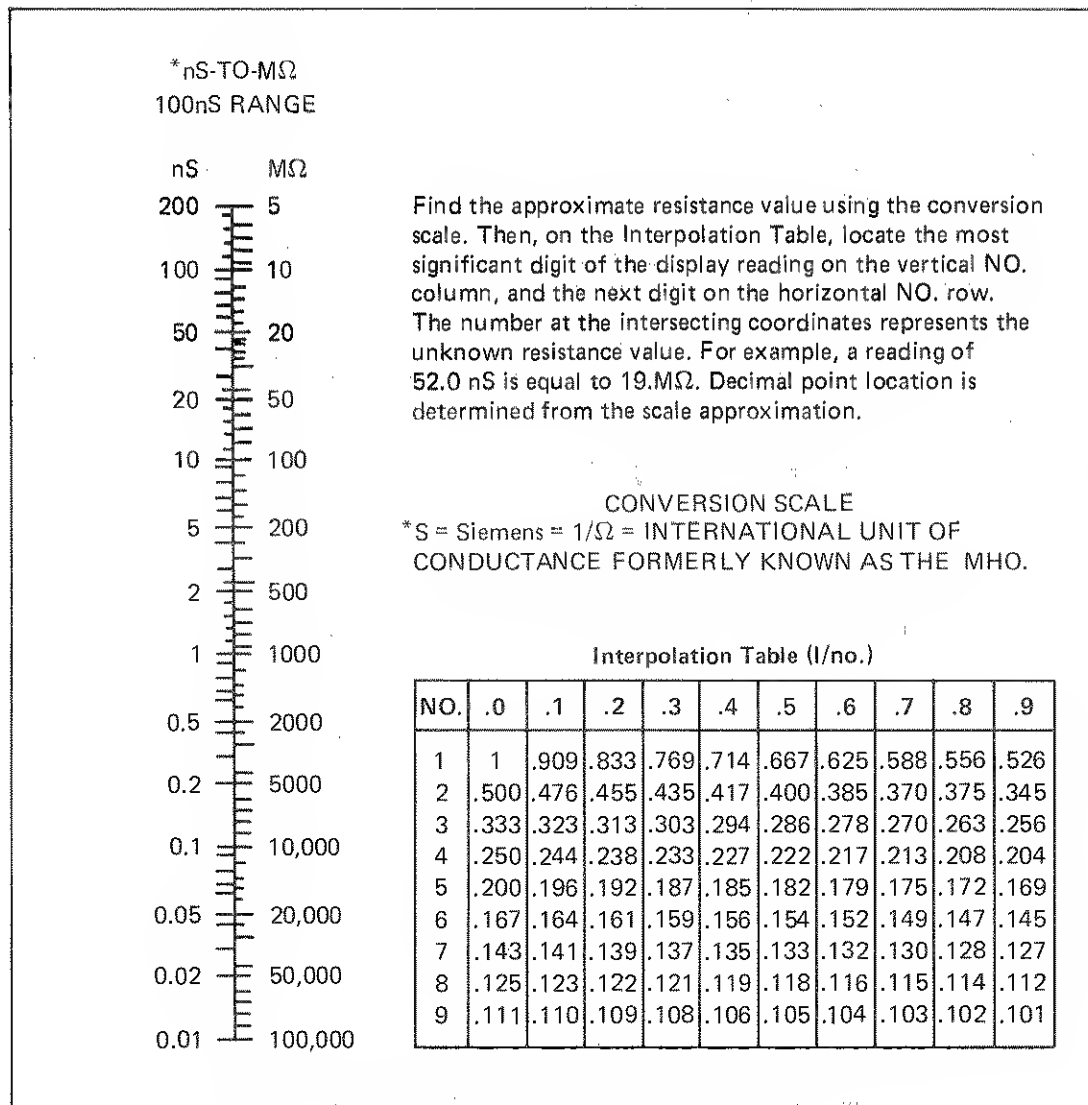 *nS-TO-MΩ
100nS RANGE
nS MΩ
200 5
100 10
50 20
20 50
10 100
5 200
2 500
1 1000
0.5 2000
0.2 5000
0.1 10,000
0.05 20,000
0.02 50,000
0.01 100,000
Find the approximate resistance value using the conversion
scale. Then, on the Interpolation Table, locate the most
significant digit of the display reading on the vertical NO.
column, and the next digit on the horizontal NO. row.
The number at the intersecting coordinates represents the
unknown resistance value. For example, a reading of
52.0 nS is equal to 19.MΩ. Decimal point location is
determined from the scale approximation.
CONVERSION SCALE
*S = Siemens = 1/Ω = INTERNATIONAL UNIT OF
CONDUCTANCE FORMERLY KNOWN AS THE MHO.
Interpolation Table (I/no.)
NO. .0 .1 .2 .3 .4 .5 .6 .7 .8 .9
1 1 .909 .833 .769 .714 .667 .625 .588 .556 .526
2 .500 .476 .455 .435 .417 .400 .385 .370 .375 .345
3 .333 .323 .313 .303 .294 .286 .278 .270 .263 .256
4 .250 .244 .238 .233 .227 .222 .217 .213 .208 .204
5 .200 .196 .192 .187 .185 .182 .179 .175 .172 .169
6 .167 .164 .161 .159 .156 .154 .152 .149 .147 .145
7 .143 .141 .139 .137 .135 .133 .132 .130 .128 .127
8 .125 .123 .122 .121 .119 .118 .116 .115 .114 .112
9 .111 .110 .109 .108 .106 .105 .104 .103 .102 .101